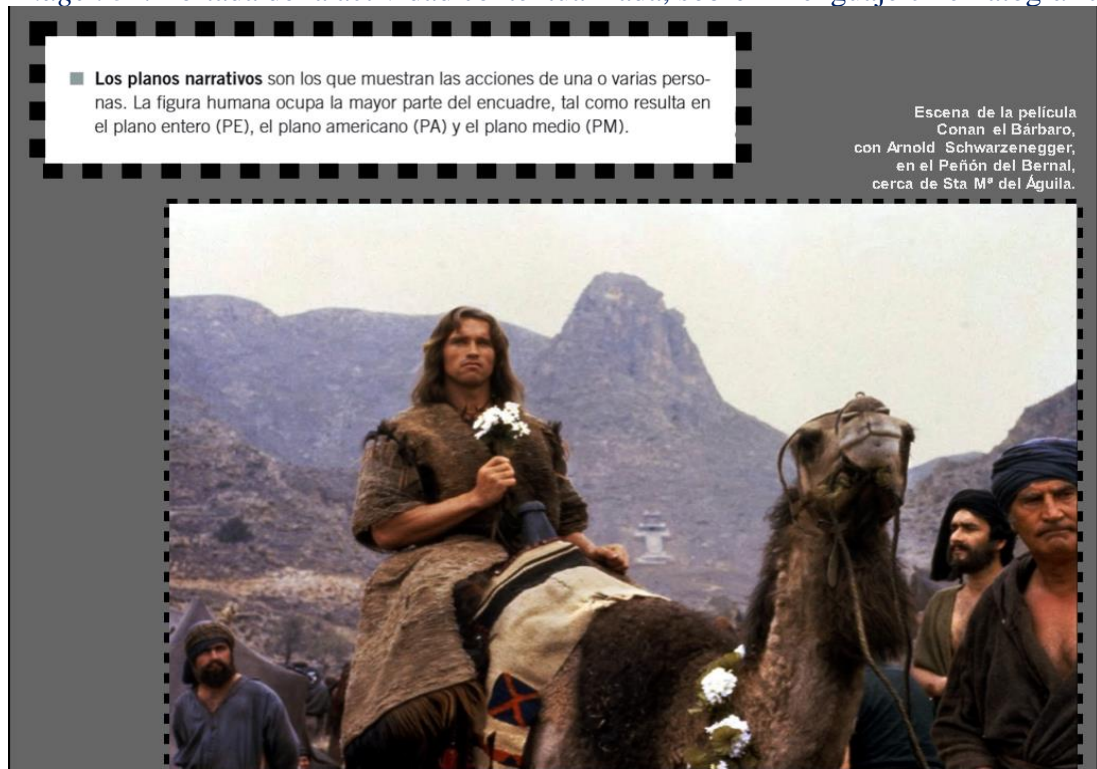 Los planos narrativos son los que muestran las acciones de una o varias perso-
nas. La figura humana ocupa la mayor parte del encuadre, tal como resulta en
el plano entero (PE), el plano americano (PA) y el plano medio (PM).
Escena de la película
Conan el Bárbaro,
con Arnold Schwarzenegger,
en el Peñón del Bernal,
cerca de Sta Mª del Águila.